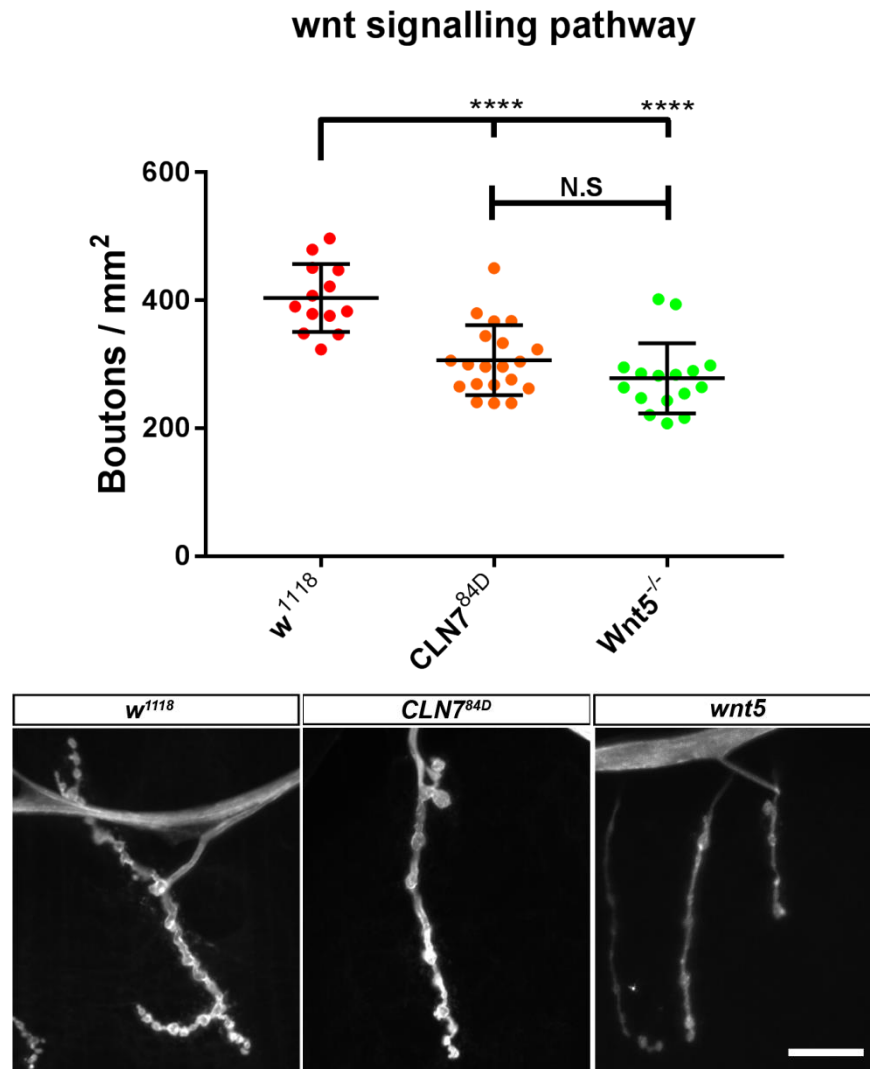 wnt signalling pathway
**** ****
N.S
600
400
200
0
Boutons / mm²
w¹¹¹⁸
CLN7⁸⁴ᴰ
Wnt5⁻/⁻
w¹¹¹⁸ CLN7⁸⁴ᴰ wnt5